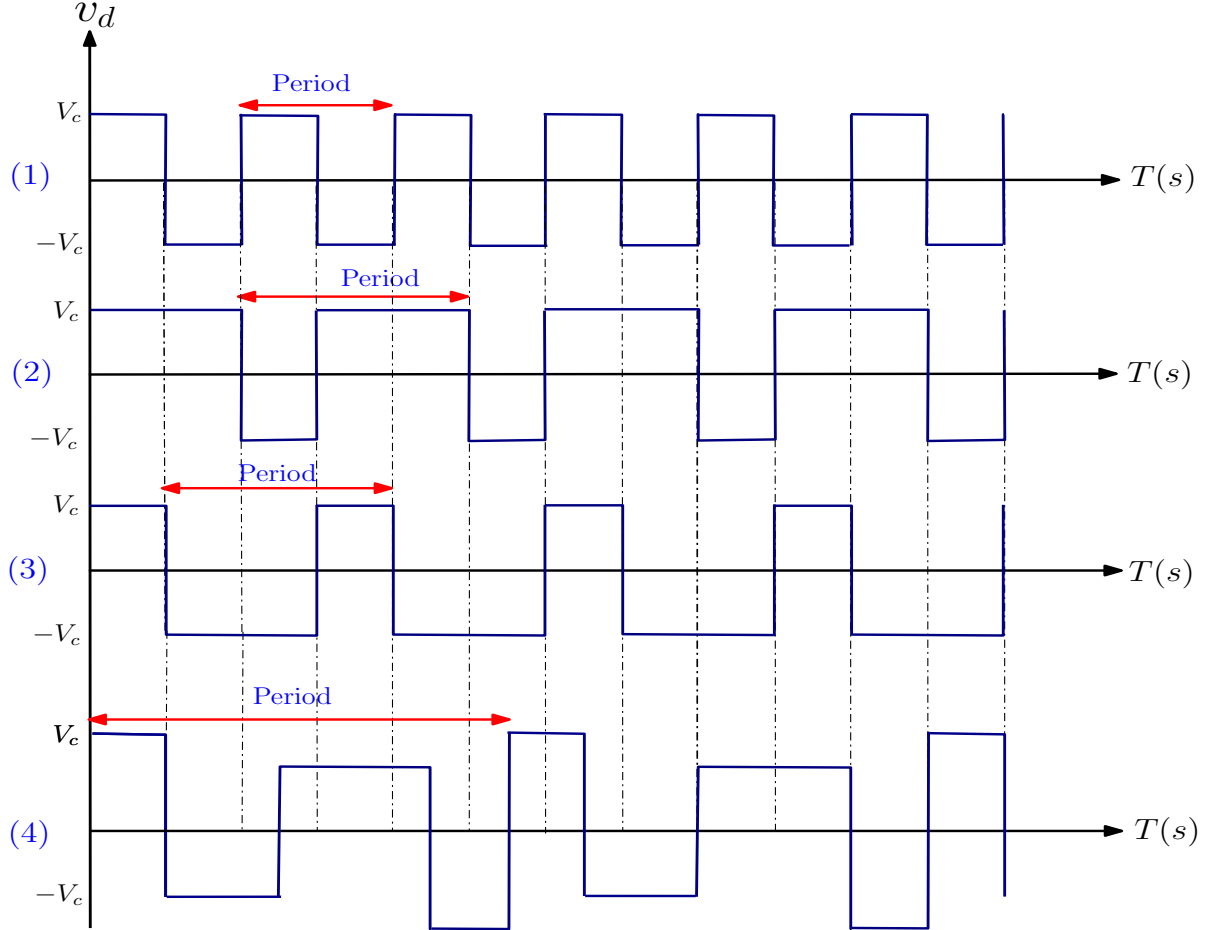 v_d
Period
V_c
(1)
T(s)
−V_c
Period
V_c
(2)
T(s)
−V_c
Period
V_c
(3)
T(s)
−V_c
Period
V_c
(4)
T(s)
−V_c